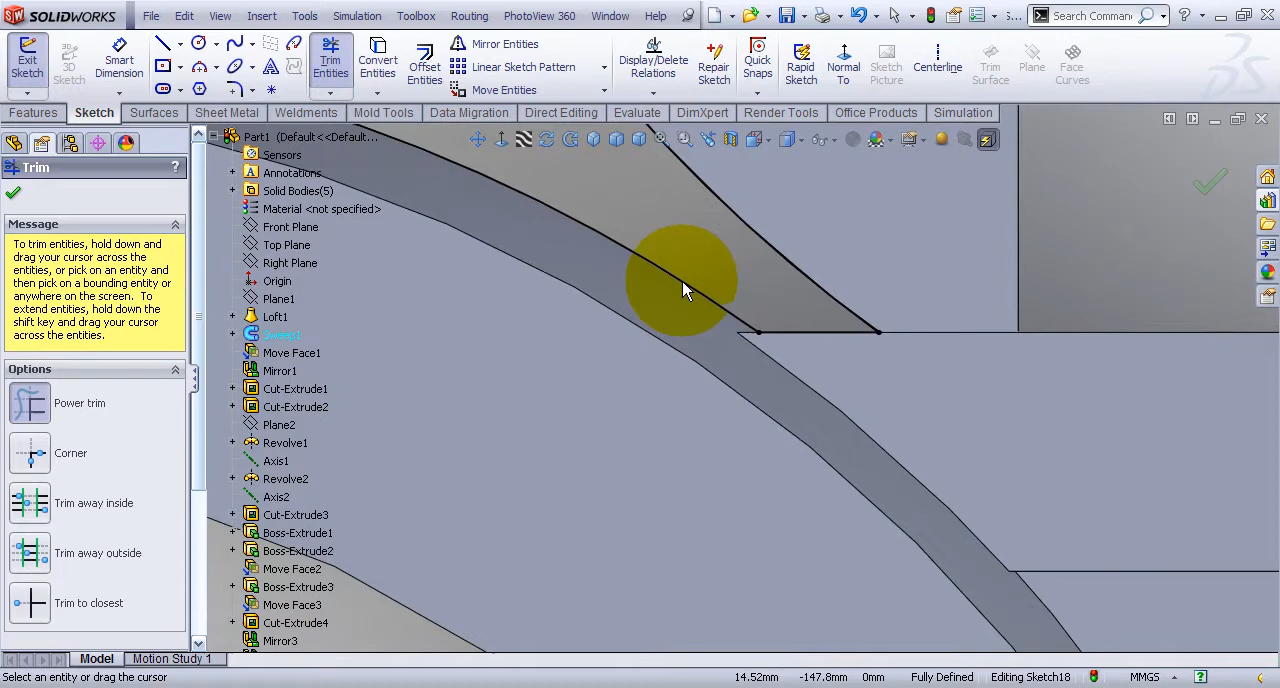 SOLIDWORKS
File Edit View Insert Tools Simulation Toolbox Routing PhotoView 360 Window Help
S...
Search Comman
Exit Sketch
3D Sketch
Smart Dimension
Trim Entities
Convert Entities
Offset Entities
Mirror Entities
Linear Sketch Pattern
Move Entities
Display/Delete Relations
Repair Sketch
Quick Snaps
Rapid Sketch
Normal To
Sketch Picture
Centerline
Trim Surface
Plane
Face Curves
Features Sketch Surfaces Sheet Metal Weldments Mold Tools Data Migration Direct Editing Evaluate DimXpert Render Tools Office Products Simulation
Trim ?
Message
To trim entities, hold down and
drag your cursor across the
entities, or pick on an entity and
then pick on a bounding entity or
anywhere on the screen. To
extend entities, hold down the
shift key and drag your cursor
across the entities.
Options
Power trim
Corner
Trim away inside
Trim away outside
Trim to closest
Part1 (Default<<Default...
Sensors
Annotations
Solid Bodies(5)
Material <not specified>
Front Plane
Top Plane
Right Plane
Origin
Plane1
Loft1
Sweep1
Move Face1
Mirror1
Cut-Extrude1
Cut-Extrude2
Plane2
Revolve1
Axis1
Revolve2
Axis2
Cut-Extrude3
Boss-Extrude1
Boss-Extrude2
Move Face2
Boss-Extrude3
Move Face3
Cut-Extrude4
Mirror3
Model Motion Study 1
Select an entity or drag the cursor 14.52mm -147.8mm 0mm Fully Defined Editing Sketch18 MMGS